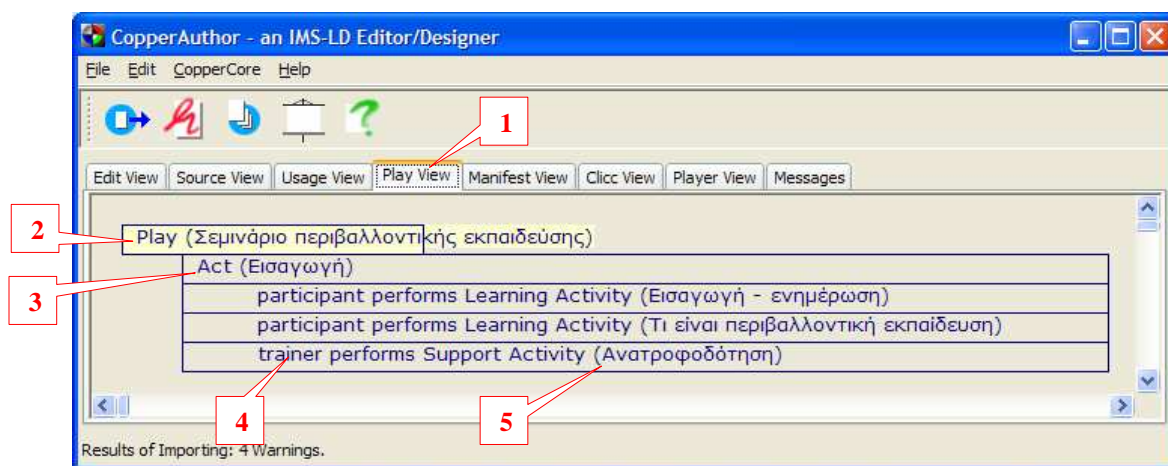 CopperAuthor - an IMS-LD Editor/Designer
File Edit CopperCore Help
1
Edit View Source View Usage View Play View Manifest View Clicc View Player View Messages
2
Play (Σεμινάριο περιβαλλοντικής εκπαιδεύσης)
3
Act (Εισαγωγή)
participant performs Learning Activity (Εισαγωγή - ενημέρωση)
participant performs Learning Activity (Τι είναι περιβαλλοντική εκπαίδευση)
trainer performs Support Activity (Ανατροφοδότηση)
4 5
Results of Importing: 4 Warnings.